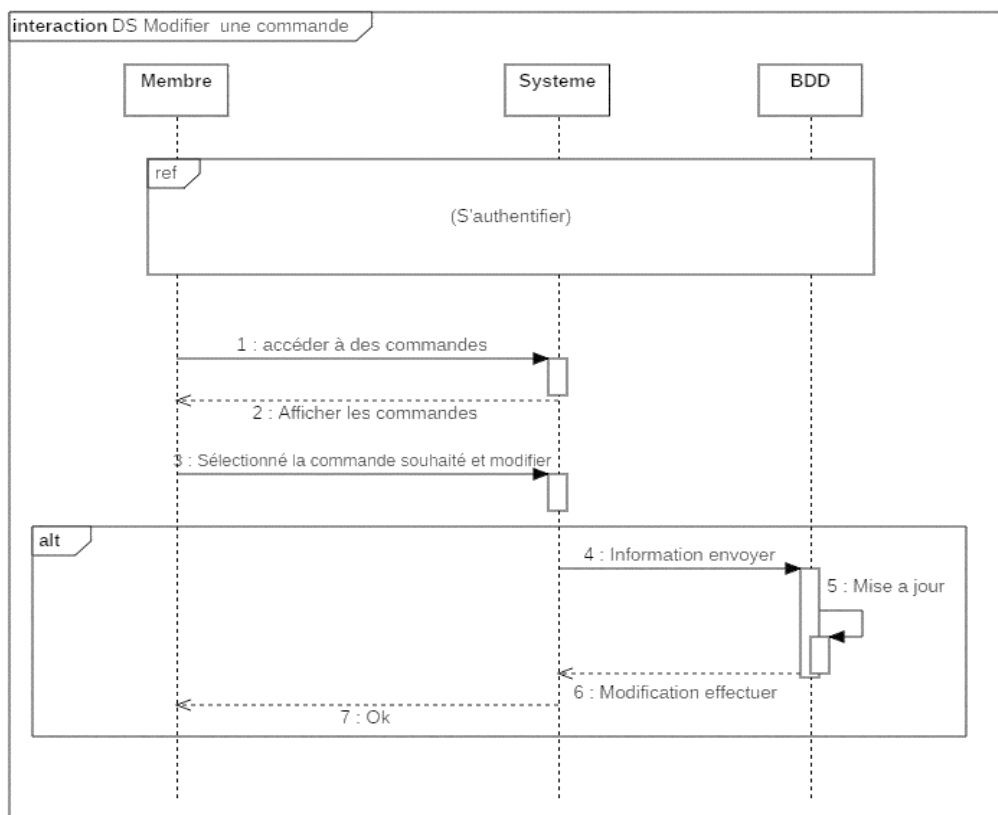 interaction DS Modifier une commande
Membre
Systeme
BDD
ref
(S'authentifier)
1 : accéder à des commandes
2 : Afficher les commandes
3 : Sélectionné la commande souhaité et modifier
alt
4 : Information envoyer
5 : Mise a jour
6 : Modification effectuer
7 : Ok